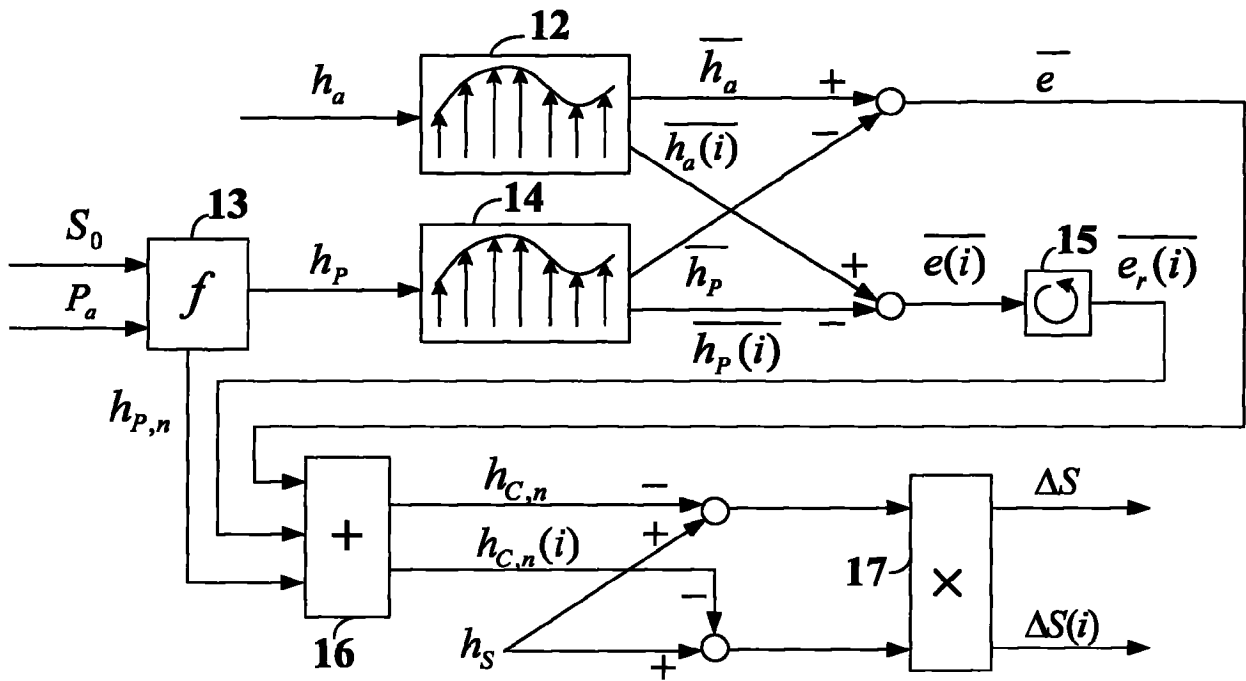 12
h_a
\overline{h_a}
+
\overline{e}
−
\overline{h_a(i)}
13
14
S_0
f
P_a
h_P
\overline{h_P}
+
\overline{e(i)}
15
\overline{e_r(i)}
−
\overline{h_P(i)}
h_{P,n}
h_{C,n}
−
ΔS
+
+
h_{C,n}(i)
17
×
−
16
h_S
+
ΔS(i)